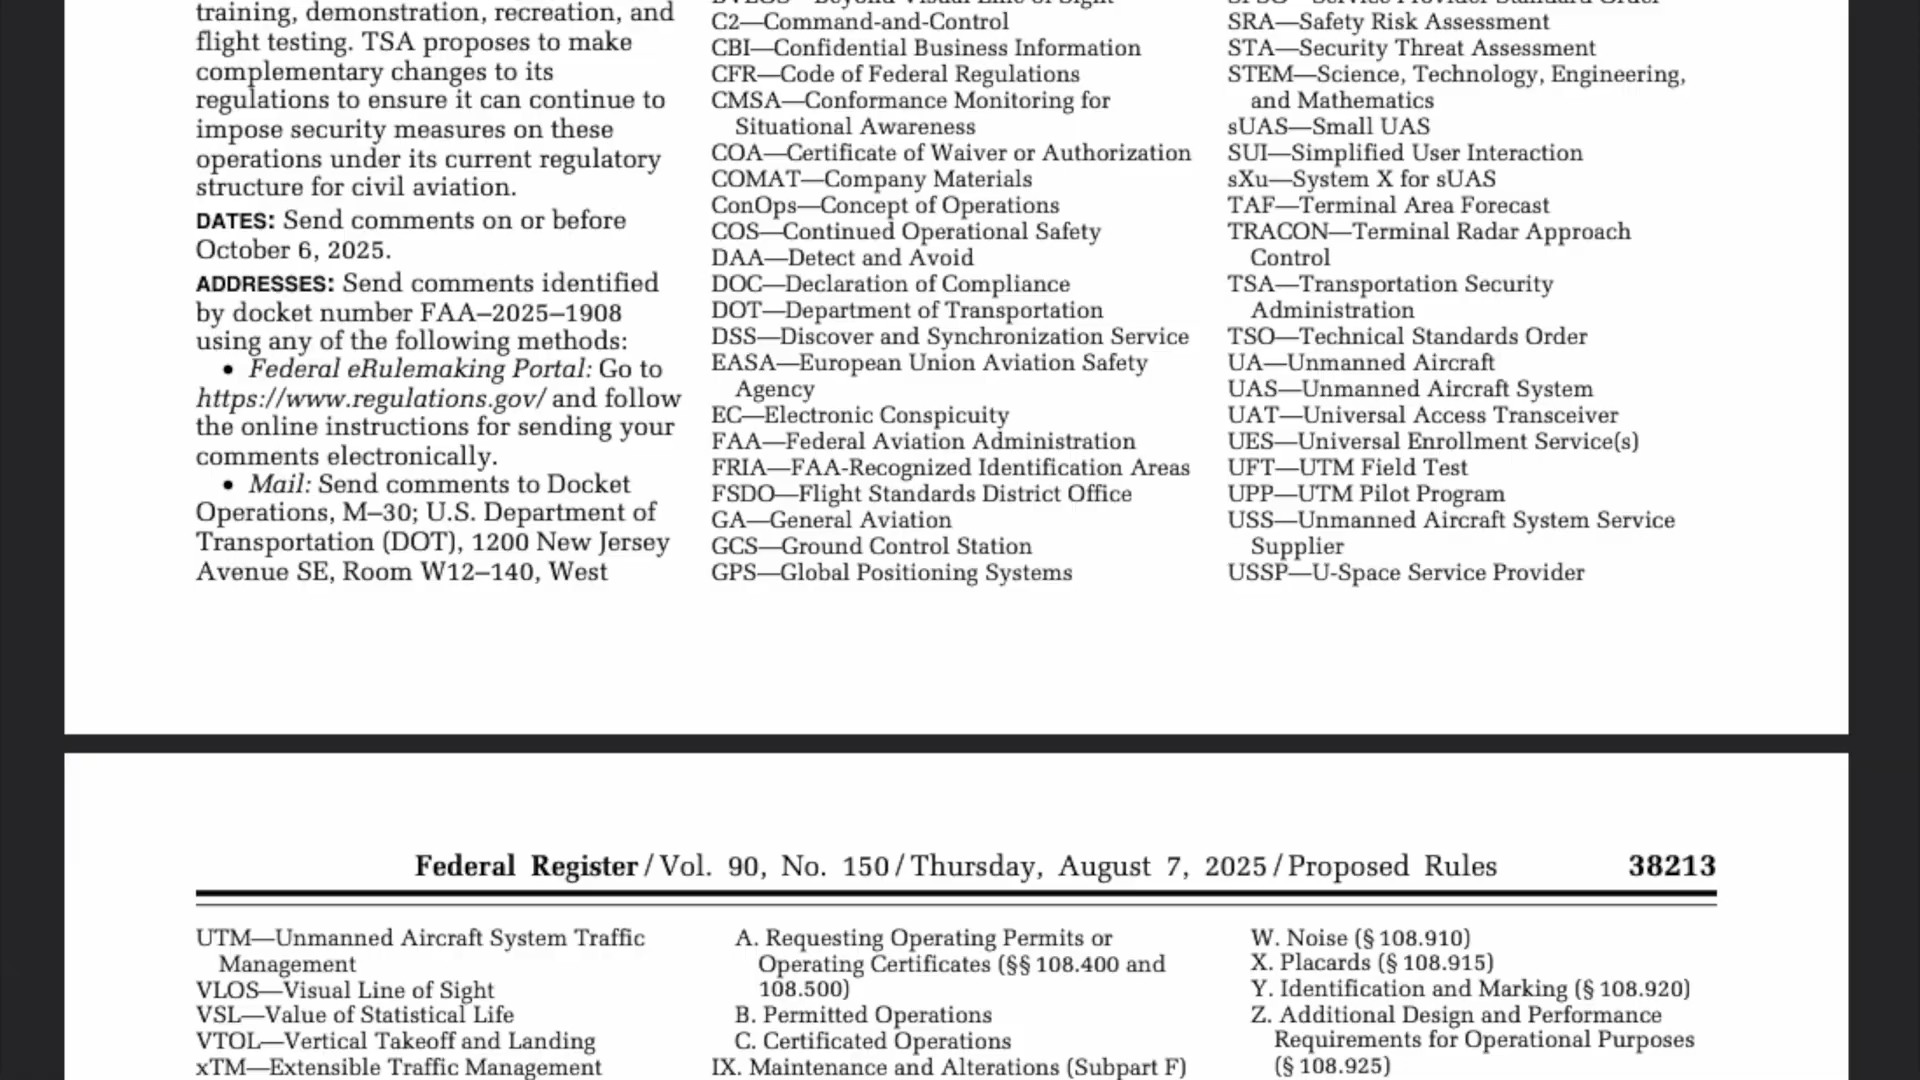 training, demonstration, recreation, and
flight testing. TSA proposes to make
complementary changes to its
regulations to ensure it can continue to
impose security measures on these
operations under its current regulatory
structure for civil aviation.
DATES: Send comments on or before
October 6, 2025.
ADDRESSES: Send comments identified
by docket number FAA–2025–1908
using any of the following methods:
• Federal eRulemaking Portal: Go to
https://www.regulations.gov/ and follow
the online instructions for sending your
comments electronically.
• Mail: Send comments to Docket
Operations, M–30; U.S. Department of
Transportation (DOT), 1200 New Jersey
Avenue SE, Room W12–140, West
C2—Command-and-Control
CBI—Confidential Business Information
CFR—Code of Federal Regulations
CMSA—Conformance Monitoring for
Situational Awareness
COA—Certificate of Waiver or Authorization
COMAT—Company Materials
ConOps—Concept of Operations
COS—Continued Operational Safety
DAA—Detect and Avoid
DOC—Declaration of Compliance
DOT—Department of Transportation
DSS—Discover and Synchronization Service
EASA—European Union Aviation Safety
Agency
EC—Electronic Conspicuity
FAA—Federal Aviation Administration
FRIA—FAA-Recognized Identification Areas
FSDO—Flight Standards District Office
GA—General Aviation
GCS—Ground Control Station
GPS—Global Positioning Systems
SRA—Safety Risk Assessment
STA—Security Threat Assessment
STEM—Science, Technology, Engineering,
and Mathematics
sUAS—Small UAS
SUI—Simplified User Interaction
sXu—System X for sUAS
TAF—Terminal Area Forecast
TRACON—Terminal Radar Approach
Control
TSA—Transportation Security
Administration
TSO—Technical Standards Order
UA—Unmanned Aircraft
UAS—Unmanned Aircraft System
UAT—Universal Access Transceiver
UES—Universal Enrollment Service(s)
UFT—UTM Field Test
UPP—UTM Pilot Program
USS—Unmanned Aircraft System Service
Supplier
USSP—U-Space Service Provider
Federal Register / Vol. 90, No. 150 / Thursday, August 7, 2025 / Proposed Rules 38213
UTM—Unmanned Aircraft System Traffic
Management
VLOS—Visual Line of Sight
VSL—Value of Statistical Life
VTOL—Vertical Takeoff and Landing
xTM—Extensible Traffic Management
A. Requesting Operating Permits or
Operating Certificates (§§ 108.400 and
108.500)
B. Permitted Operations
C. Certificated Operations
IX. Maintenance and Alterations (Subpart F)
W. Noise (§ 108.910)
X. Placards (§ 108.915)
Y. Identification and Marking (§ 108.920)
Z. Additional Design and Performance
Requirements for Operational Purposes
(§ 108.925)